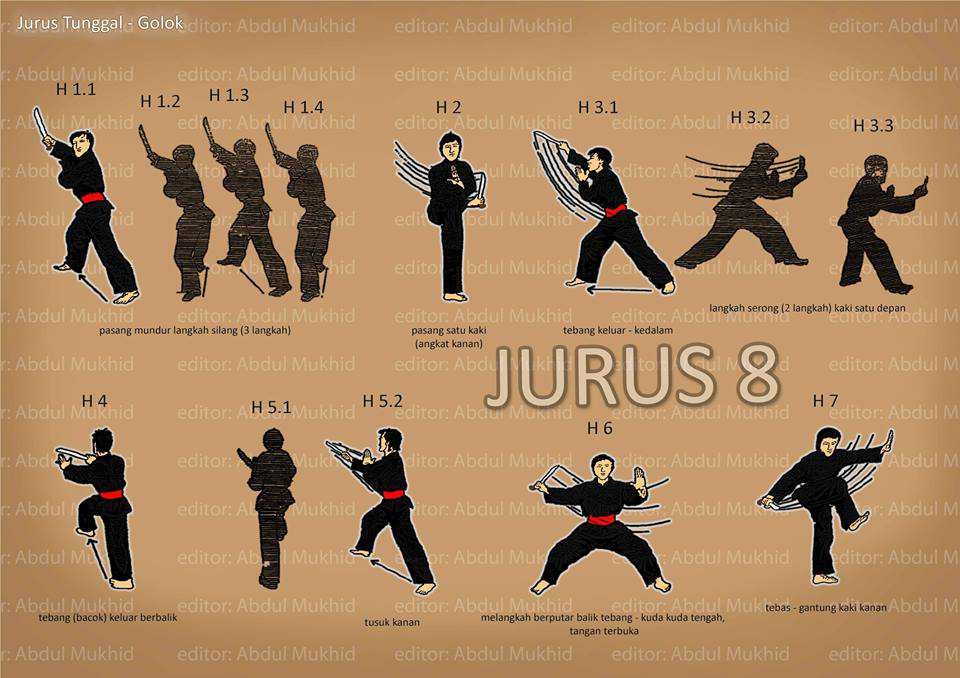 Jurus Tunggal - Golok
editor: Abdul Mukhid
H 1.1
H 1.2
H 1.3
H 1.4
H 2
H 3.1
H 3.2
H 3.3
pasang mundur langkah silang (3 langkah)
pasang satu kaki
(angkat kanan)
tebang keluar - kedalam
langkah serong (2 langkah) kaki satu depan
JURUS 8
H 4
H 5.1
H 5.2
H 6
H 7
tebang (bacok) keluar berbalik
tusuk kanan
melangkah berputar balik tebang - kuda kuda tengah,
tangan terbuka
tebas - gantung kaki kanan